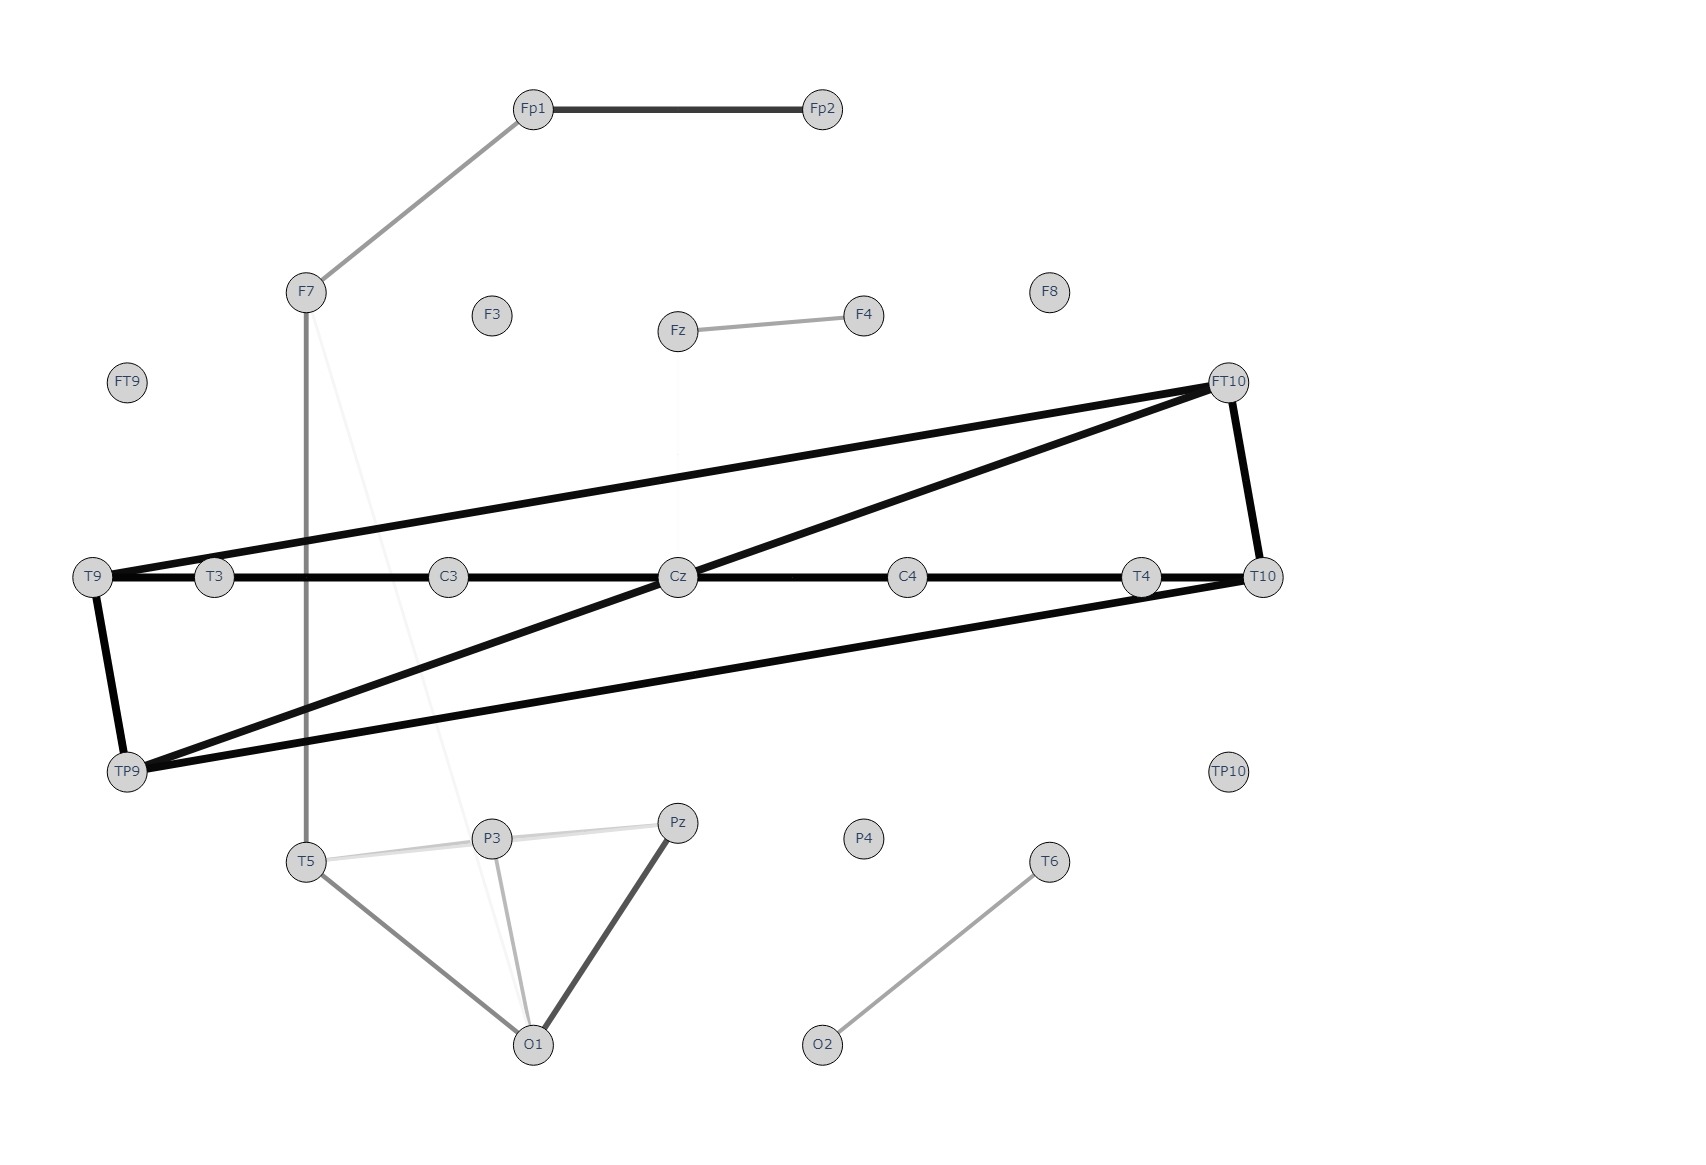 Fp1 Fp2
F7 F3 Fz F4 F8
FT9 FT10
T9 T3 C3 Cz C4 T4 T10
TP9 TP10
T5 P3 Pz P4 T6
O1 O2